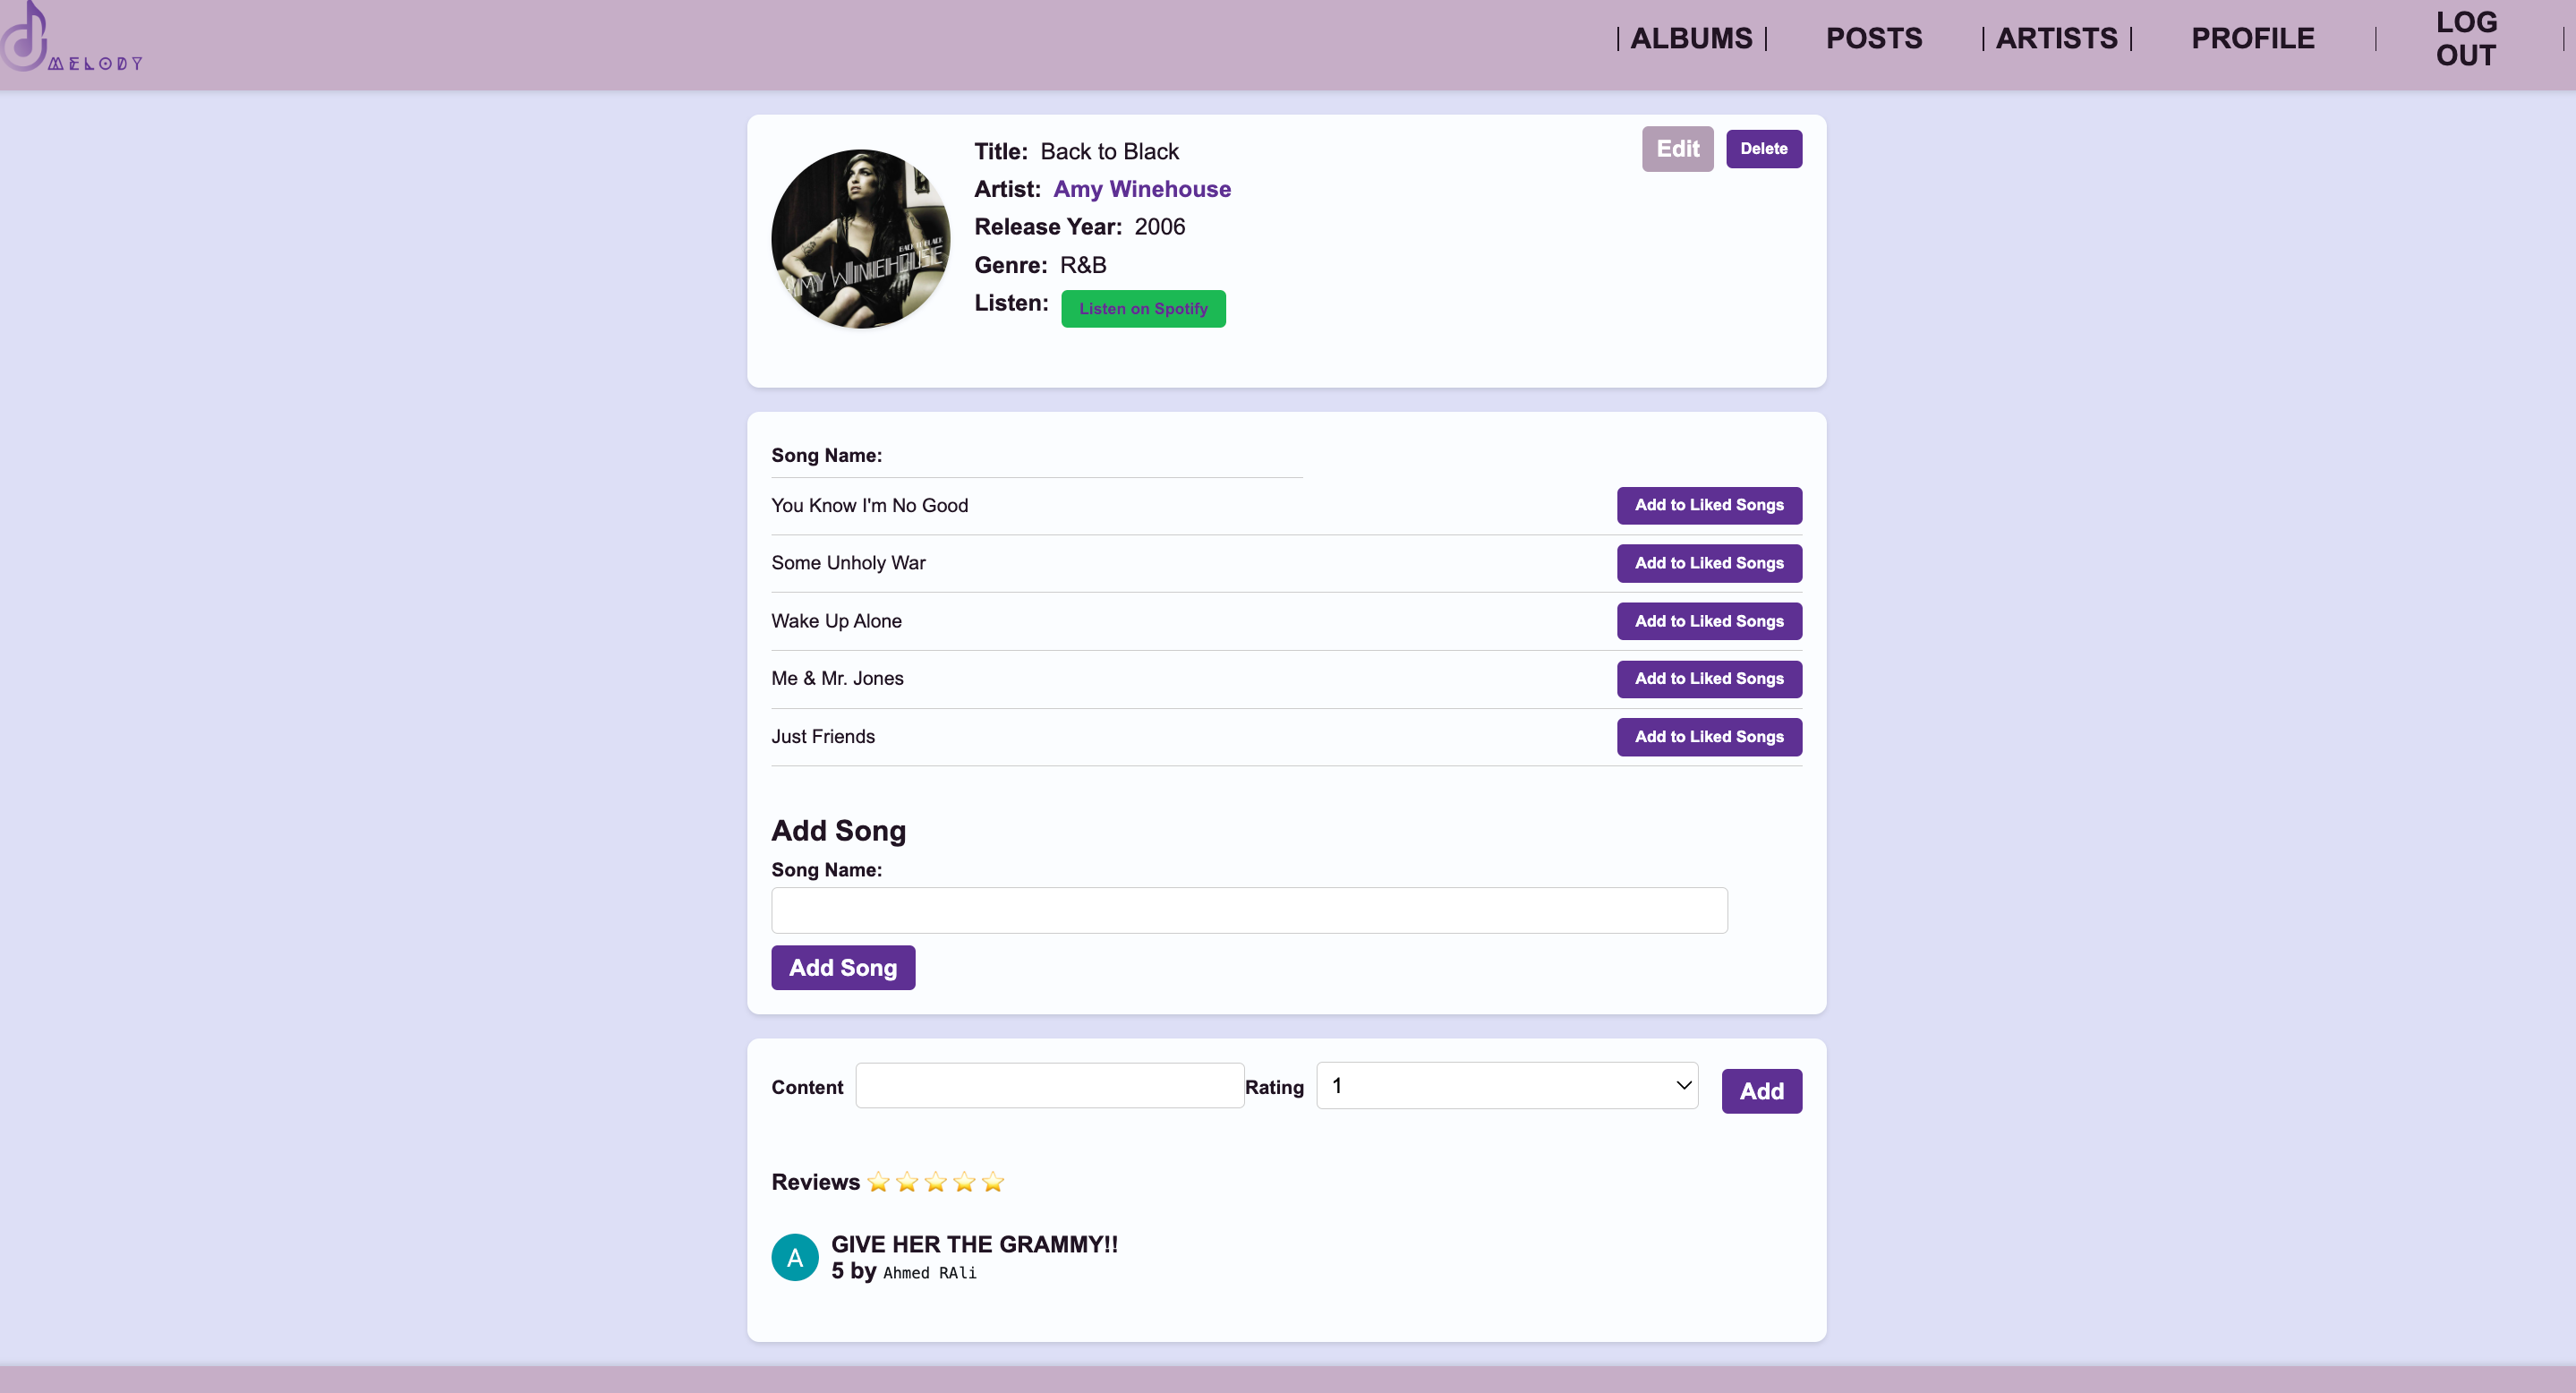 MELODY
| ALBUMS | POSTS | ARTISTS | PROFILE | LOG OUT |
Title: Back to Black
Edit Delete
Artist: Amy Winehouse
Release Year: 2006
Genre: R&B
Listen: Listen on Spotify
BACK TO BLACK
AMY WINEHOUSE
Song Name:
You Know I'm No Good Add to Liked Songs
Some Unholy War Add to Liked Songs
Wake Up Alone Add to Liked Songs
Me & Mr. Jones Add to Liked Songs
Just Friends Add to Liked Songs
Add Song
Song Name:
Add Song
Content Rating 1 Add
Reviews ⭐⭐⭐⭐⭐
A GIVE HER THE GRAMMY!!
5 by Ahmed RAli